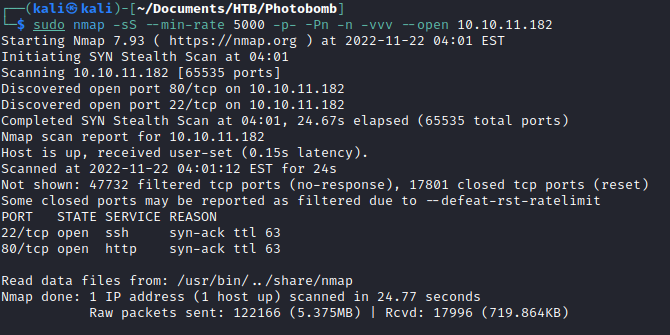 ┌──(kali㉿kali)-[~/Documents/HTB/Photobomb]
└─$ sudo nmap -sS --min-rate 5000 -p- -Pn -n -vvv --open 10.10.11.182
Starting Nmap 7.93 ( https://nmap.org ) at 2022-11-22 04:01 EST
Initiating SYN Stealth Scan at 04:01
Scanning 10.10.11.182 [65535 ports]
Discovered open port 80/tcp on 10.10.11.182
Discovered open port 22/tcp on 10.10.11.182
Completed SYN Stealth Scan at 04:01, 24.67s elapsed (65535 total ports)
Nmap scan report for 10.10.11.182
Host is up, received user-set (0.15s latency).
Scanned at 2022-11-22 04:01:12 EST for 24s
Not shown: 47732 filtered tcp ports (no-response), 17801 closed tcp ports (reset)
Some closed ports may be reported as filtered due to --defeat-rst-ratelimit
PORT   STATE SERVICE REASON
22/tcp open  ssh     syn-ack ttl 63
80/tcp open  http    syn-ack ttl 63
Read data files from: /usr/bin/../share/nmap
Nmap done: 1 IP address (1 host up) scanned in 24.77 seconds
Raw packets sent: 122166 (5.375MB) | Rcvd: 17996 (719.864KB)